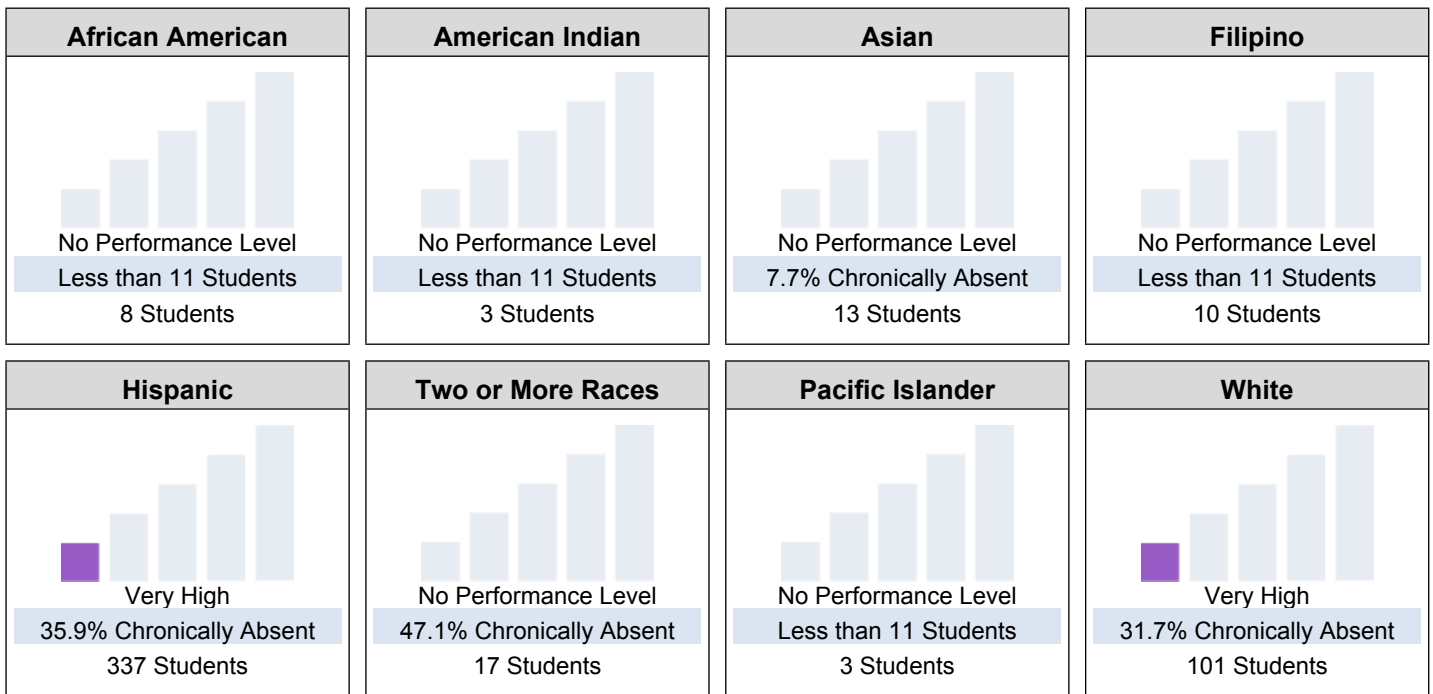 African American
No Performance Level
Less than 11 Students
8 Students
American Indian
No Performance Level
Less than 11 Students
3 Students
Asian
No Performance Level
7.7% Chronically Absent
13 Students
Filipino
No Performance Level
Less than 11 Students
10 Students
Hispanic
Very High
35.9% Chronically Absent
337 Students
Two or More Races
No Performance Level
47.1% Chronically Absent
17 Students
Pacific Islander
No Performance Level
Less than 11 Students
3 Students
White
Very High
31.7% Chronically Absent
101 Students